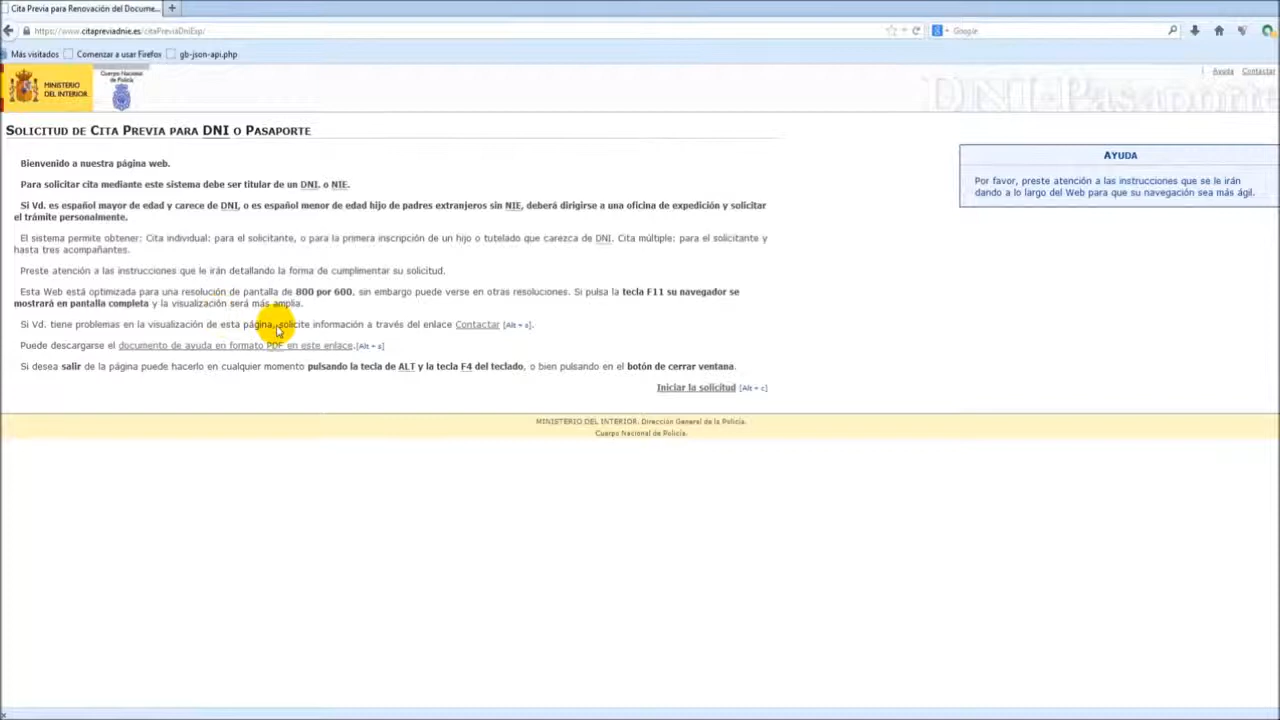 Cita Previa para Renovación del Docume...
https://www.citapreviadnie.es/citaPreviaDniExp/
Google
Más visitados
Comenzar a usar Firefox
gb-json-api.php
MINISTERIO
DEL INTERIOR
Cuerpo Nacional
de Policía
Ayuda
Contactar
DNI-Pasaporte
SOLICITUD DE CITA PREVIA PARA DNI O PASAPORTE
Bienvenido a nuestra página web.
Para solicitar cita mediante este sistema debe ser titular de un DNI. o NIE.
Si Vd. es español mayor de edad y carece de DNI, o es español menor de edad hijo de padres extranjeros sin NIE, deberá dirigirse a una oficina de expedición y solicitar
el trámite personalmente.
El sistema permite obtener: Cita individual: para el solicitante, o para la primera inscripción de un hijo o tutelado que carezca de DNI. Cita múltiple: para el solicitante y
hasta tres acompañantes.
Preste atención a las instrucciones que le irán detallando la forma de cumplimentar su solicitud.
Esta Web está optimizada para una resolución de pantalla de 800 por 600, sin embargo puede verse en otras resoluciones. Si pulsa la tecla F11 su navegador se
mostrará en pantalla completa y la visualización será más amplia.
Si Vd. tiene problemas en la visualización de esta página, solicite información a través del enlace Contactar
Puede descargarse el documento de ayuda en formato PDF en este enlace.
Si desea salir de la página puede hacerlo en cualquier momento pulsando la tecla de ALT y la tecla F4 del teclado, o bien pulsando en el botón de cerrar ventana.
Iniciar la solicitud [Alt + c]
AYUDA
Por favor, preste atención a las instrucciones que se le irán
dando a lo largo del Web para que su navegación sea más ágil.
MINISTERIO DEL INTERIOR. Dirección General de la Policía.
Cuerpo Nacional de Policía.